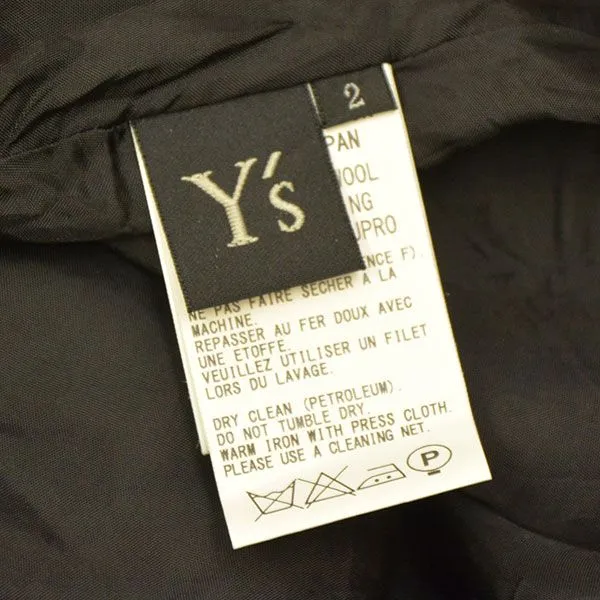 Y's
2
PAN
OOL
NG
UPRO
ENCE F).
NE PAS FAIRE SECHER A LA
MACHINE.
REPASSER AU FER DOUX AVEC
UNE ETOFFE.
VEUILLEZ UTILISER UN FILET
LORS DU LAVAGE.
DRY CLEAN (PETROLEUM).
DO NOT TUMBLE DRY.
WARM IRON WITH PRESS CLOTH.
PLEASE USE A CLEANING NET.
P